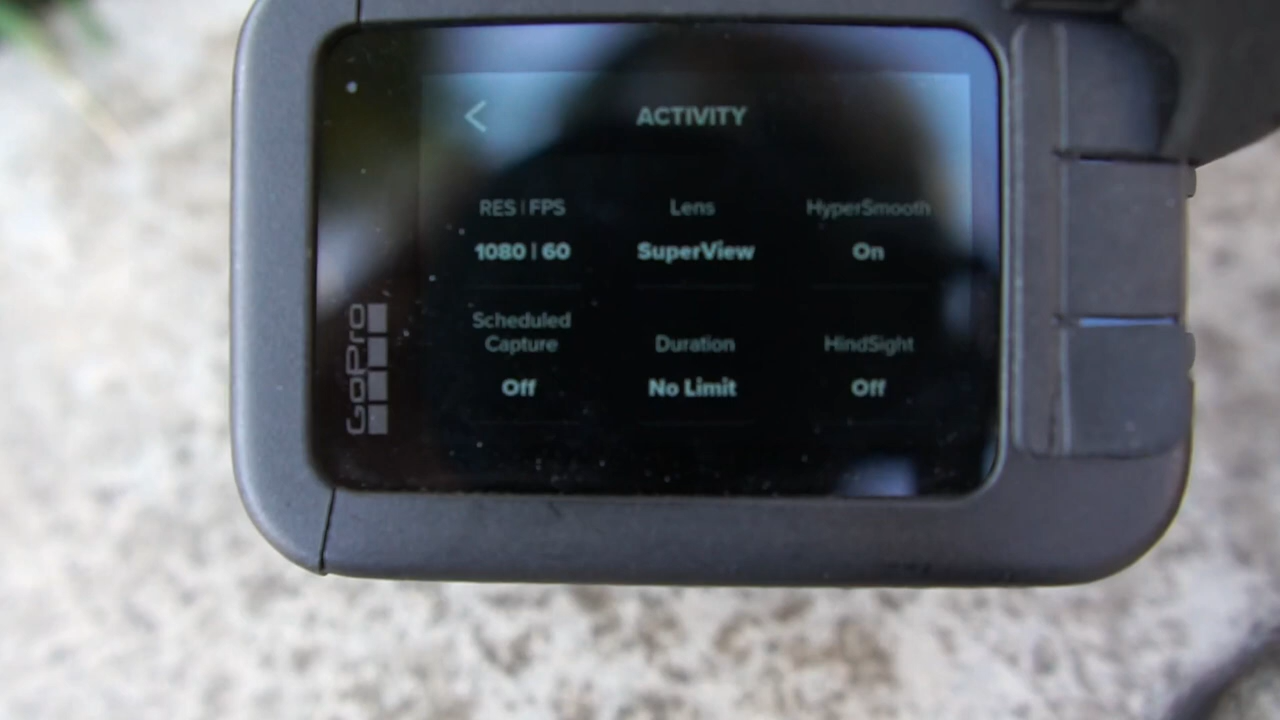 ACTIVITY
RES | FPS
1080 | 60
Lens
SuperView
HyperSmooth
On
Scheduled
Capture
Off
Duration
No Limit
HindSight
Off
GoPro